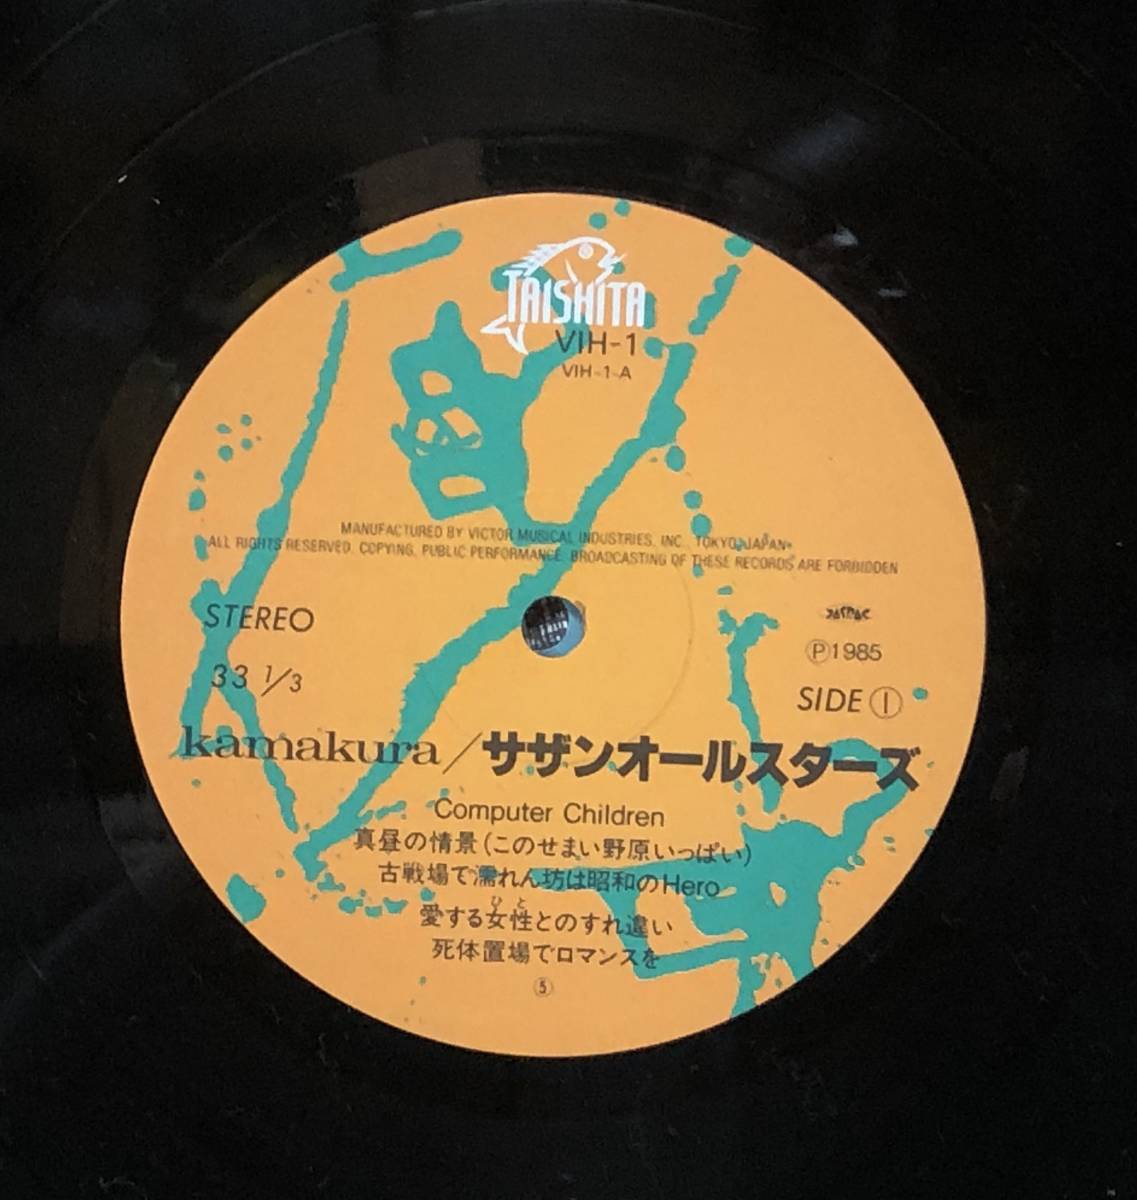 TAISHITA
VIH-1
VIH-1-A
MANUFACTURED BY VICTOR MUSICAL INDUSTRIES, INC., TOKYO, JAPAN.
ALL RIGHTS RESERVED. COPYING, PUBLIC PERFORMANCE, BROADCASTING OF THESE RECORDS ARE FORBIDDEN
STEREO
JASRAC
33 1/3
Ⓟ1985
SIDE ①
kamakura/サザンオールスターズ
Computer Children
真昼の情景(このせまい野原いっぱい)
古戦場で濡れん坊は昭和のHero
ひと
愛する女性とのすれ違い
死体置場でロマンスを
⑤